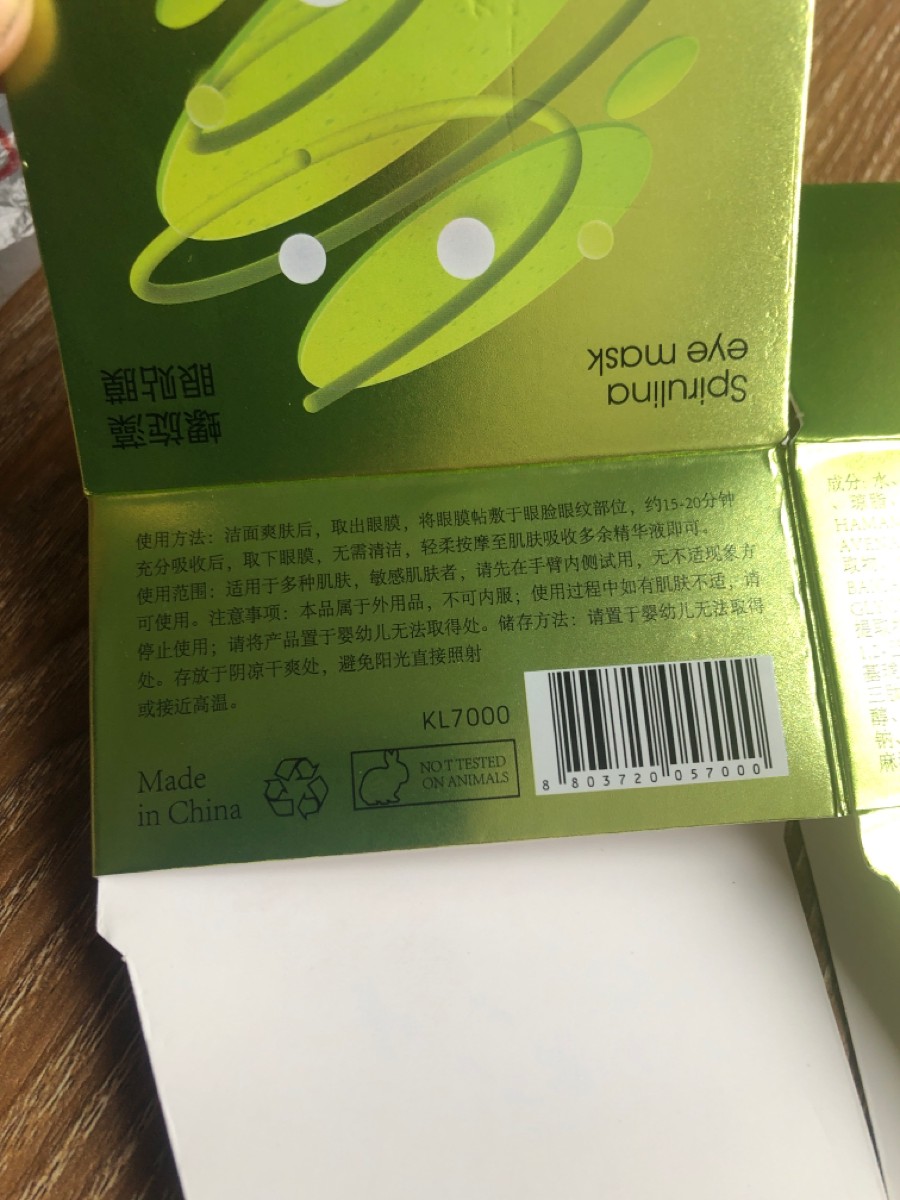 螺旋藻
眼贴膜
Spirulina
eye mask
使用方法：洁面爽肤后，取出眼膜，将眼膜帖敷于眼脸眼纹部位，约15-20分钟
充分吸收后，取下眼膜，无需清洁，轻柔按摩至肌肤吸收多余精华液即可。
使用范围：适用于多种肌肤，敏感肌肤者，请先在手臂内侧试用，无不适现象方
可使用。注意事项：本品属于外用品，不可内服；使用过程中如有肌肤不适，请
停止使用；请将产品置于婴幼儿无法取得处。储存方法：请置于婴幼儿无法取得
处。存放于阴凉干爽处，避免阳光直接照射
或接近高温。
KL7000
Made
in China
NOT TESTED
ON ANIMALS
8 803720 057000
成分: 水、
HAMA